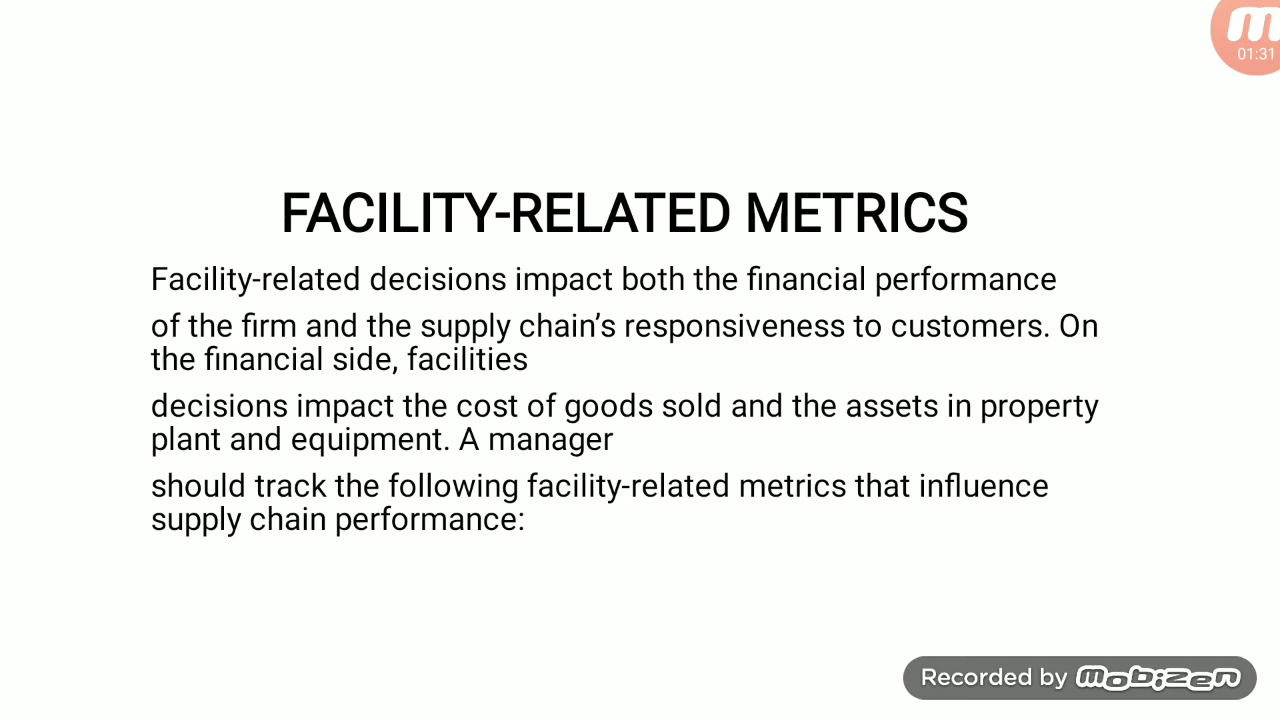 01:31
FACILITY-RELATED METRICS
Facility-related decisions impact both the financial performance
of the firm and the supply chain’s responsiveness to customers. On
the financial side, facilities
decisions impact the cost of goods sold and the assets in property
plant and equipment. A manager
should track the following facility-related metrics that influence
supply chain performance:
Recorded by mobizen